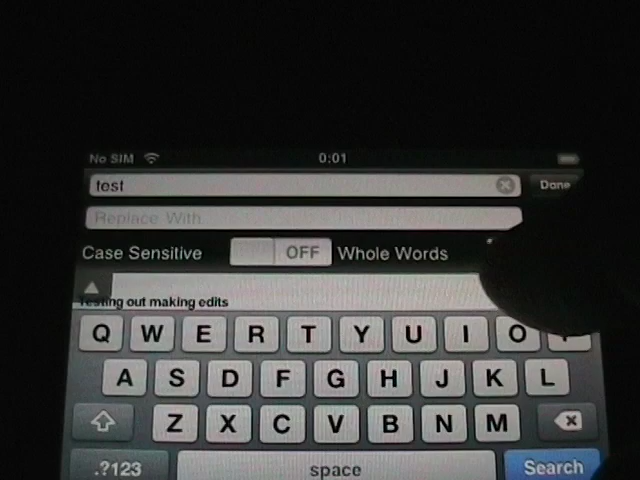 No SIM 0:01
test Done
Replace With
Case Sensitive OFF Whole Words
Testing out making edits
Q W E R T Y U I O P
A S D F G H J K L
Z X C V B N M
.?123 space Search